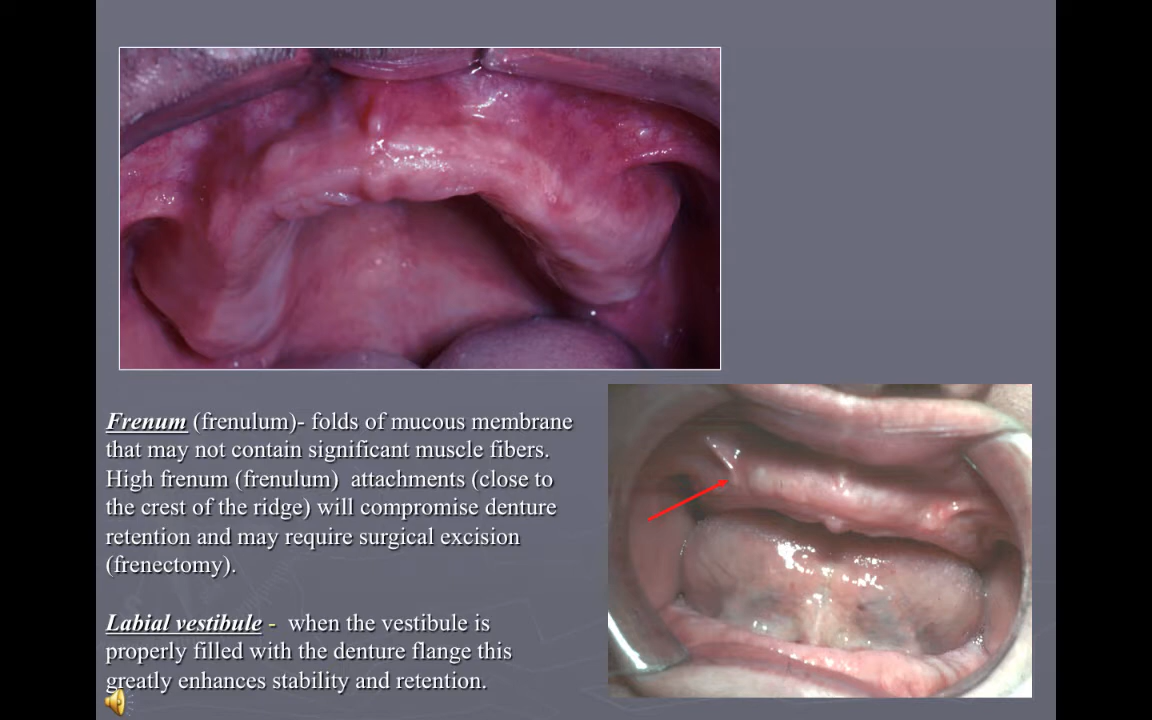 Frenum (frenulum)- folds of mucous membrane
that may not contain significant muscle fibers.
High frenum (frenulum)  attachments (close to
the crest of the ridge) will compromise denture
retention and may require surgical excision
(frenectomy).
Labial vestibule -  when the vestibule is
properly filled with the denture flange this
greatly enhances stability and retention.